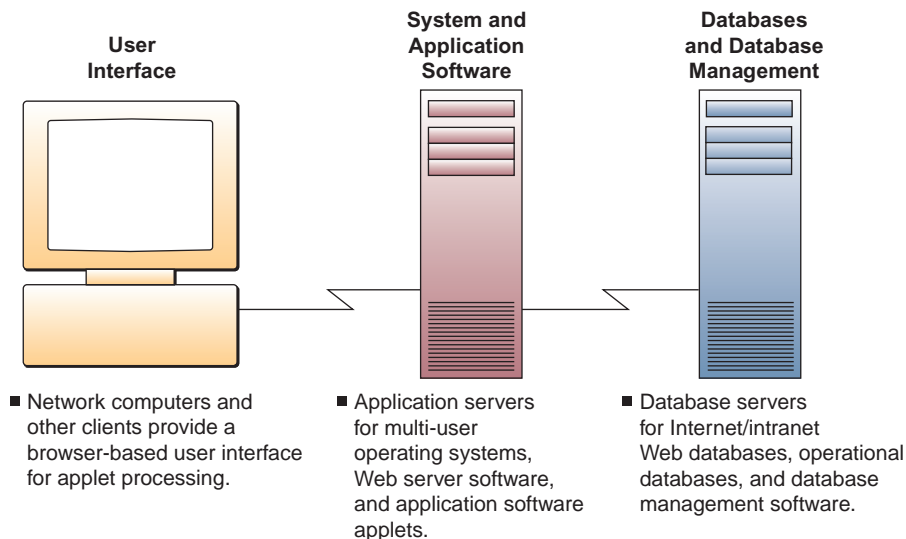 User
Interface
System and
Application
Software
Databases
and Database
Management
■ Network computers and
other clients provide a
browser-based user interface
for applet processing.
■ Application servers
for multi-user
operating systems,
Web server software,
and application software
applets.
■ Database servers
for Internet/intranet
Web databases, operational
databases, and database
management software.